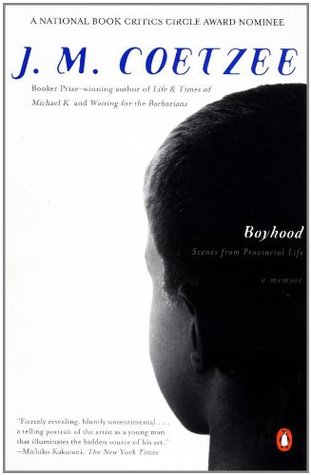 A NATIONAL BOOK CRITICS CIRCLE AWARD NOMINEE
J. M. COETZEE
Booker Prize–winning author of Life & Times of
Michael K and Waiting for the Barbarians
Boyhood
Scenes from Provincial Life
a memoir
"Fiercely revealing, bluntly unsentimental . . .
a telling portrait of the artist as a young man
that illuminates the hidden source of his art."
—Michiko Kakutani, The New York Times